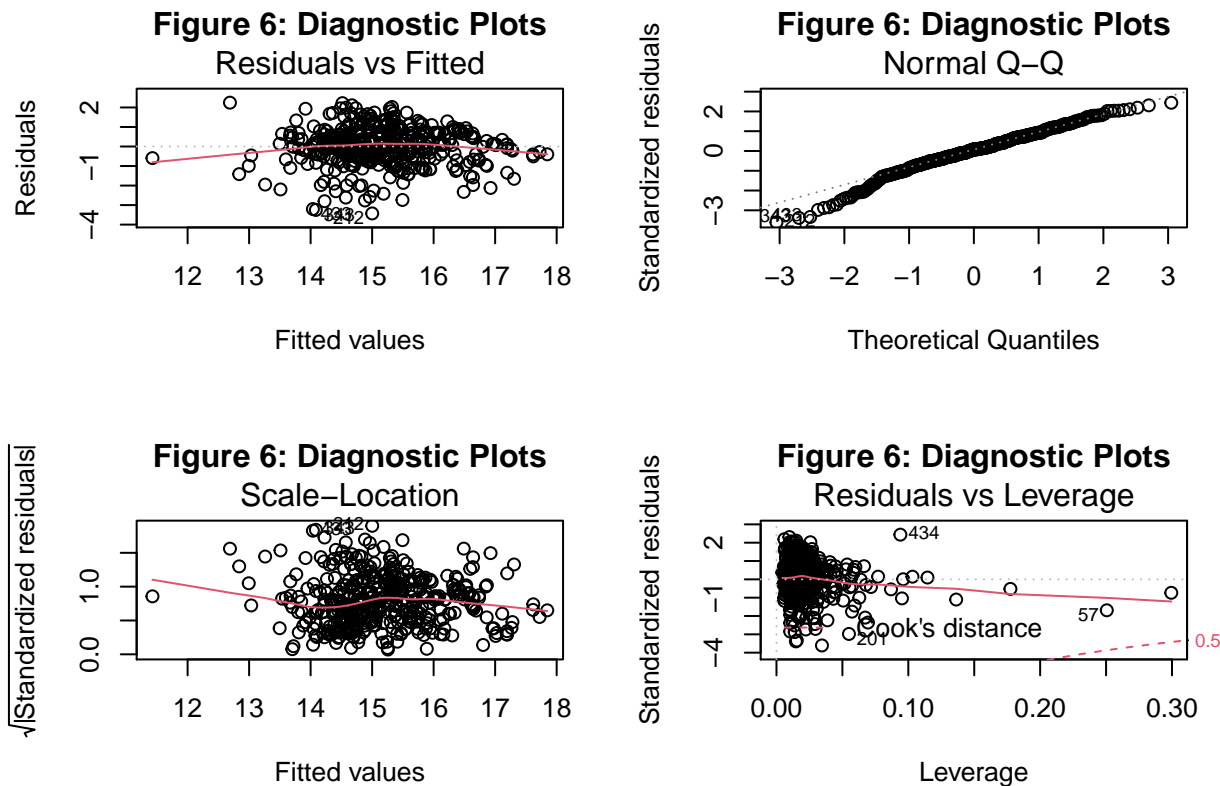 Figure 6: Diagnostic Plots
Residuals vs Fitted
Residuals
2
−1
−4
212
12 13 14 15 16 17 18
Fitted values
Figure 6: Diagnostic Plots
Normal Q−Q
Standardized residuals
2
0
−3
−3 −2 −1 0 1 2 3
Theoretical Quantiles
Figure 6: Diagnostic Plots
Scale−Location
√|Standardized residuals|
1.0
0.0
212
12 13 14 15 16 17 18
Fitted values
Figure 6: Diagnostic Plots
Residuals vs Leverage
Standardized residuals
2
−1
−4
434
57
201
Cook's distance
0.5
0.00 0.10 0.20 0.30
Leverage